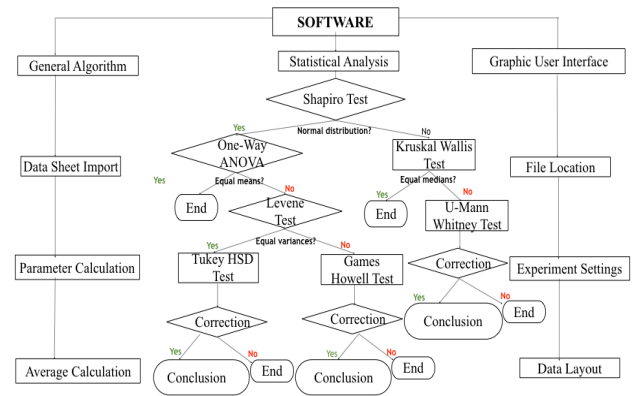 SOFTWARE
General Algorithm
Statistical Analysis
Graphic User Interface
Shapiro Test
Yes
Normal distribution?
No
One-Way
ANOVA
Kruskal Wallis
Test
Data Sheet Import
File Location
Yes
Equal means?
No
Yes
Equal medians?
No
End
Levene
Test
End
U-Mann
Whitney Test
Yes
Equal variances?
No
Tukey HSD
Test
Games
Howell Test
Correction
Parameter Calculation
Experiment Settings
Yes
No
Correction
Correction
Conclusion
End
Yes
No
Yes
No
Average Calculation
Conclusion
End
Conclusion
End
Data Layout